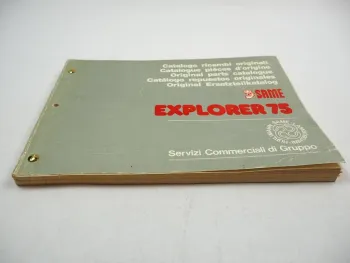 Catalogo ricambi originali
Catalogue pièces d'origine
Original parts catalogue
Catálogo repuestos originales
Original Ersatzteilkatalog
SAME
EXPLORER 75
Servizi Commerciali di Gruppo